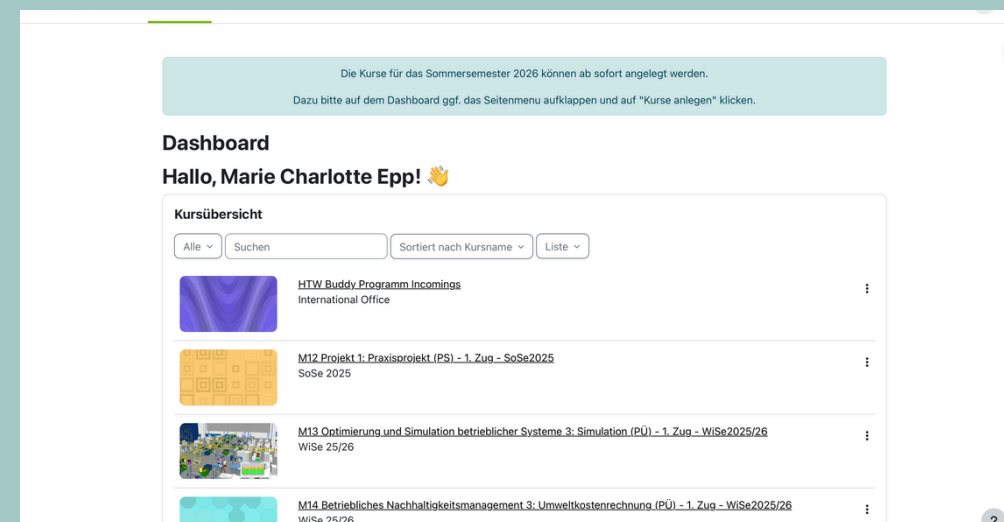 Die Kurse für das Sommersemester 2026 können ab sofort angelegt werden.
Dazu bitte auf dem Dashboard ggf. das Seitenmenu aufklappen und auf "Kurse anlegen" klicken.
Dashboard
Hallo, Marie Charlotte Epp! 👋
Kursübersicht
Alle
Suchen
Sortiert nach Kursname
Liste
HTW Buddy Programm Incomings
International Office
M12 Projekt 1: Praxisprojekt (PS) - 1. Zug - SoSe2025
SoSe 2025
M13 Optimierung und Simulation betrieblicher Systeme 3: Simulation (PÜ) - 1. Zug - WiSe2025/26
WiSe 25/26
M14 Betriebliches Nachhaltigkeitsmanagement 3: Umweltkostenrechnung (PÜ) - 1. Zug - WiSe2025/26
WiSe 25/26
?